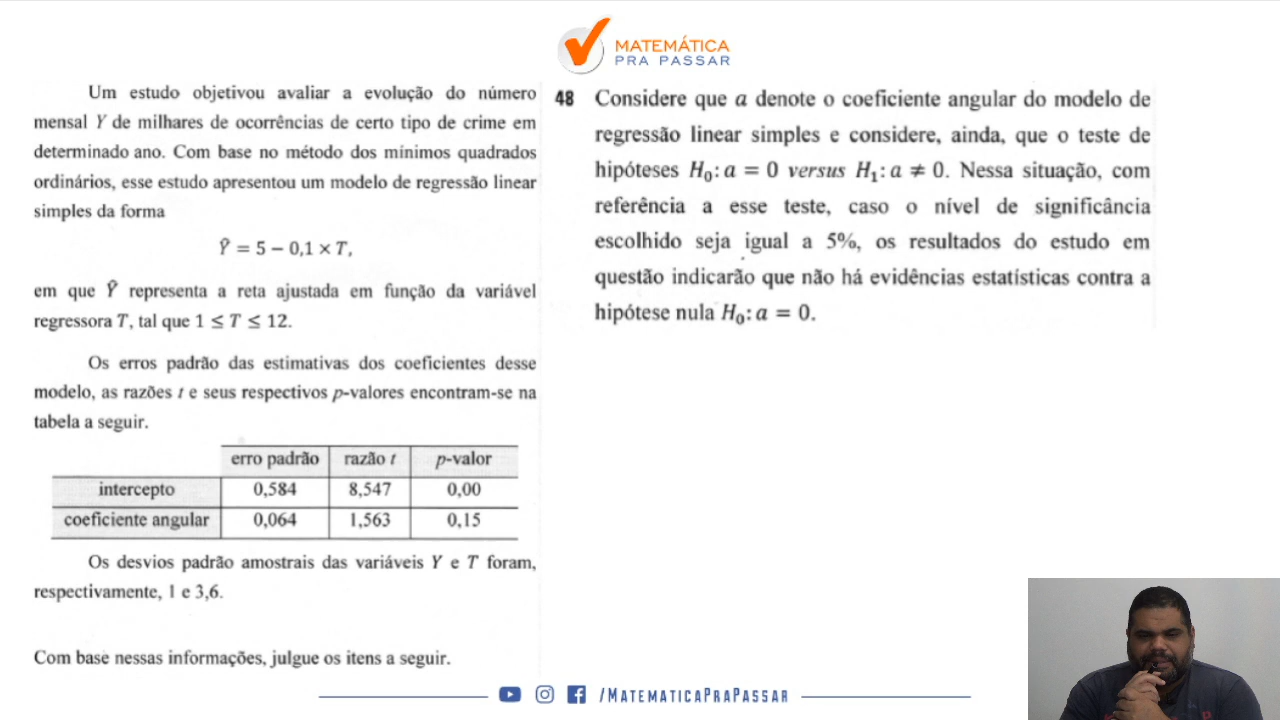 MATEMÁTICA
PRA PASSAR
Um estudo objetivou avaliar a evolução do número
mensal Y de milhares de ocorrências de certo tipo de crime em
determinado ano. Com base no método dos mínimos quadrados
ordinários, esse estudo apresentou um modelo de regressão linear
simples da forma
Ŷ = 5 − 0,1 × T,
em que Ŷ representa a reta ajustada em função da variável
regressora T, tal que 1 ≤ T ≤ 12.
Os erros padrão das estimativas dos coeficientes desse
modelo, as razões t e seus respectivos p-valores encontram-se na
tabela a seguir.
erro padrão razão t p-valor
intercepto 0,584 8,547 0,00
coeficiente angular 0,064 1,563 0,15
Os desvios padrão amostrais das variáveis Y e T foram,
respectivamente, 1 e 3,6.
Com base nessas informações, julgue os itens a seguir.
48 Considere que a denote o coeficiente angular do modelo de
regressão linear simples e considere, ainda, que o teste de
hipóteses H₀: a = 0 versus H₁: a ≠ 0. Nessa situação, com
referência a esse teste, caso o nível de significância
escolhido seja igual a 5%, os resultados do estudo em
questão indicarão que não há evidências estatísticas contra a
hipótese nula H₀: a = 0.
/MATEMATICAPRAPASSAR